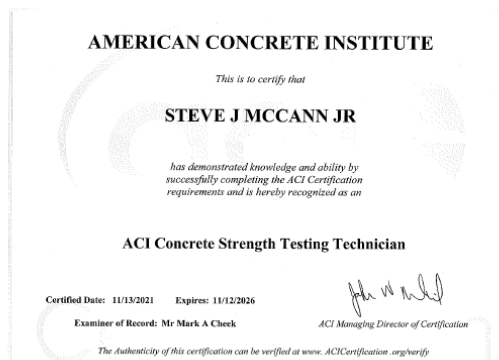 AMERICAN CONCRETE INSTITUTE
This is to certify that
STEVE J MCCANN JR
has demonstrated knowledge and ability by
successfully completing the ACI Certification
requirements and is hereby recognized as an
ACI Concrete Strength Testing Technician
Certified Date: 11/13/2021 Expires: 11/12/2026
Examiner of Record: Mr Mark A Cheek
ACI Managing Director of Certification
The Authenticity of this certification can be verified at www. ACICertification .org/verify